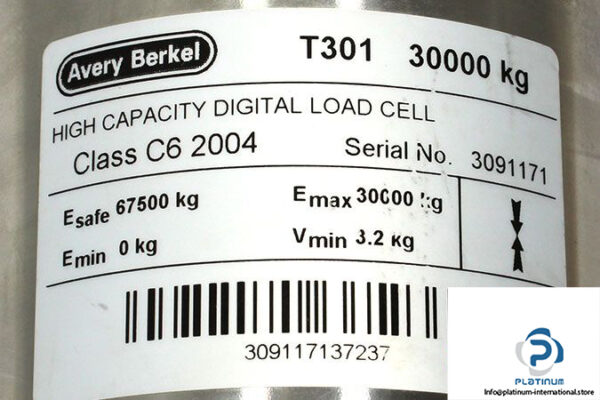 Avery Berkel
T301 30000 kg
HIGH CAPACITY DIGITAL LOAD CELL
Class C6 2004
Serial No. 3091171
Esafe 67500 kg
Emax 30000 kg
Emin 0 kg
Vmin 3.2 kg
309117137237
PLATINUM
Info@platinum-international.store